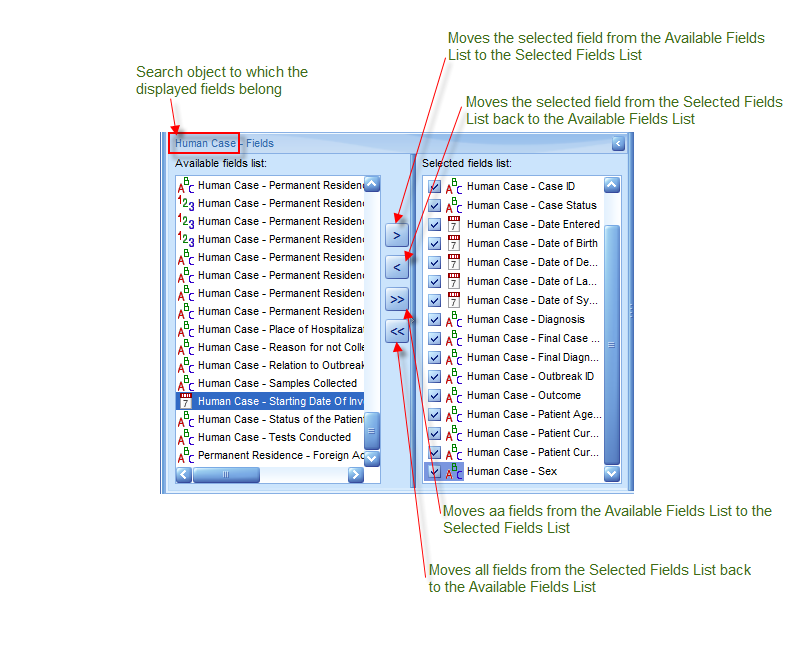 Moves the selected field from the Available Fields
List to the Selected Fields List
Search object to which the
displayed fields belong
Moves the selected field from the Selected Fields
List back to the Available Fields List
Human Case - Fields
Available fields list:
Human Case - Permanent Residen
Human Case - Permanent Residen
Human Case - Permanent Residen
Human Case - Permanent Residen
Human Case - Permanent Residen
Human Case - Permanent Residen
Human Case - Permanent Residen
Human Case - Permanent Residen
Human Case - Place of Hospitaliza
Human Case - Reason for not Colle
Human Case - Relation to Outbreak
Human Case - Samples Collected
Human Case - Starting Date Of Inv
Human Case - Status of the Patien
Human Case - Tests Conducted
Permanent Residence - Foreign Ad
>
<
>>
<<
Selected fields list:
Human Case - Case ID
Human Case - Case Status
Human Case - Date Entered
Human Case - Date of Birth
Human Case - Date of De...
Human Case - Date of La...
Human Case - Date of Sy...
Human Case - Diagnosis
Human Case - Final Case ...
Human Case - Final Diagn...
Human Case - Outbreak ID
Human Case - Outcome
Human Case - Patient Age...
Human Case - Patient Cur...
Human Case - Patient Cur...
Human Case - Sex
Moves aa fields from the Available Fields List to the
Selected Fields List
Moves all fields from the Selected Fields List back
to the Available Fields List